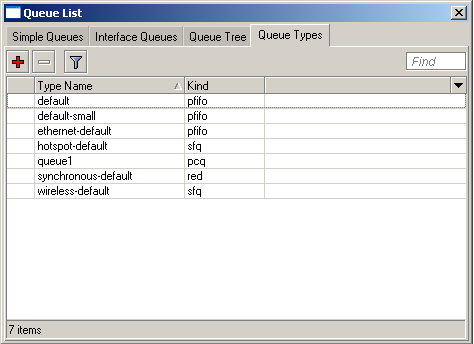 Queue List
Simple Queues Interface Queues Queue Tree Queue Types
Find
Type Name Kind
default pfifo
default-small pfifo
ethernet-default pfifo
hotspot-default sfq
queue1 pcq
synchronous-default red
wireless-default sfq
7 items